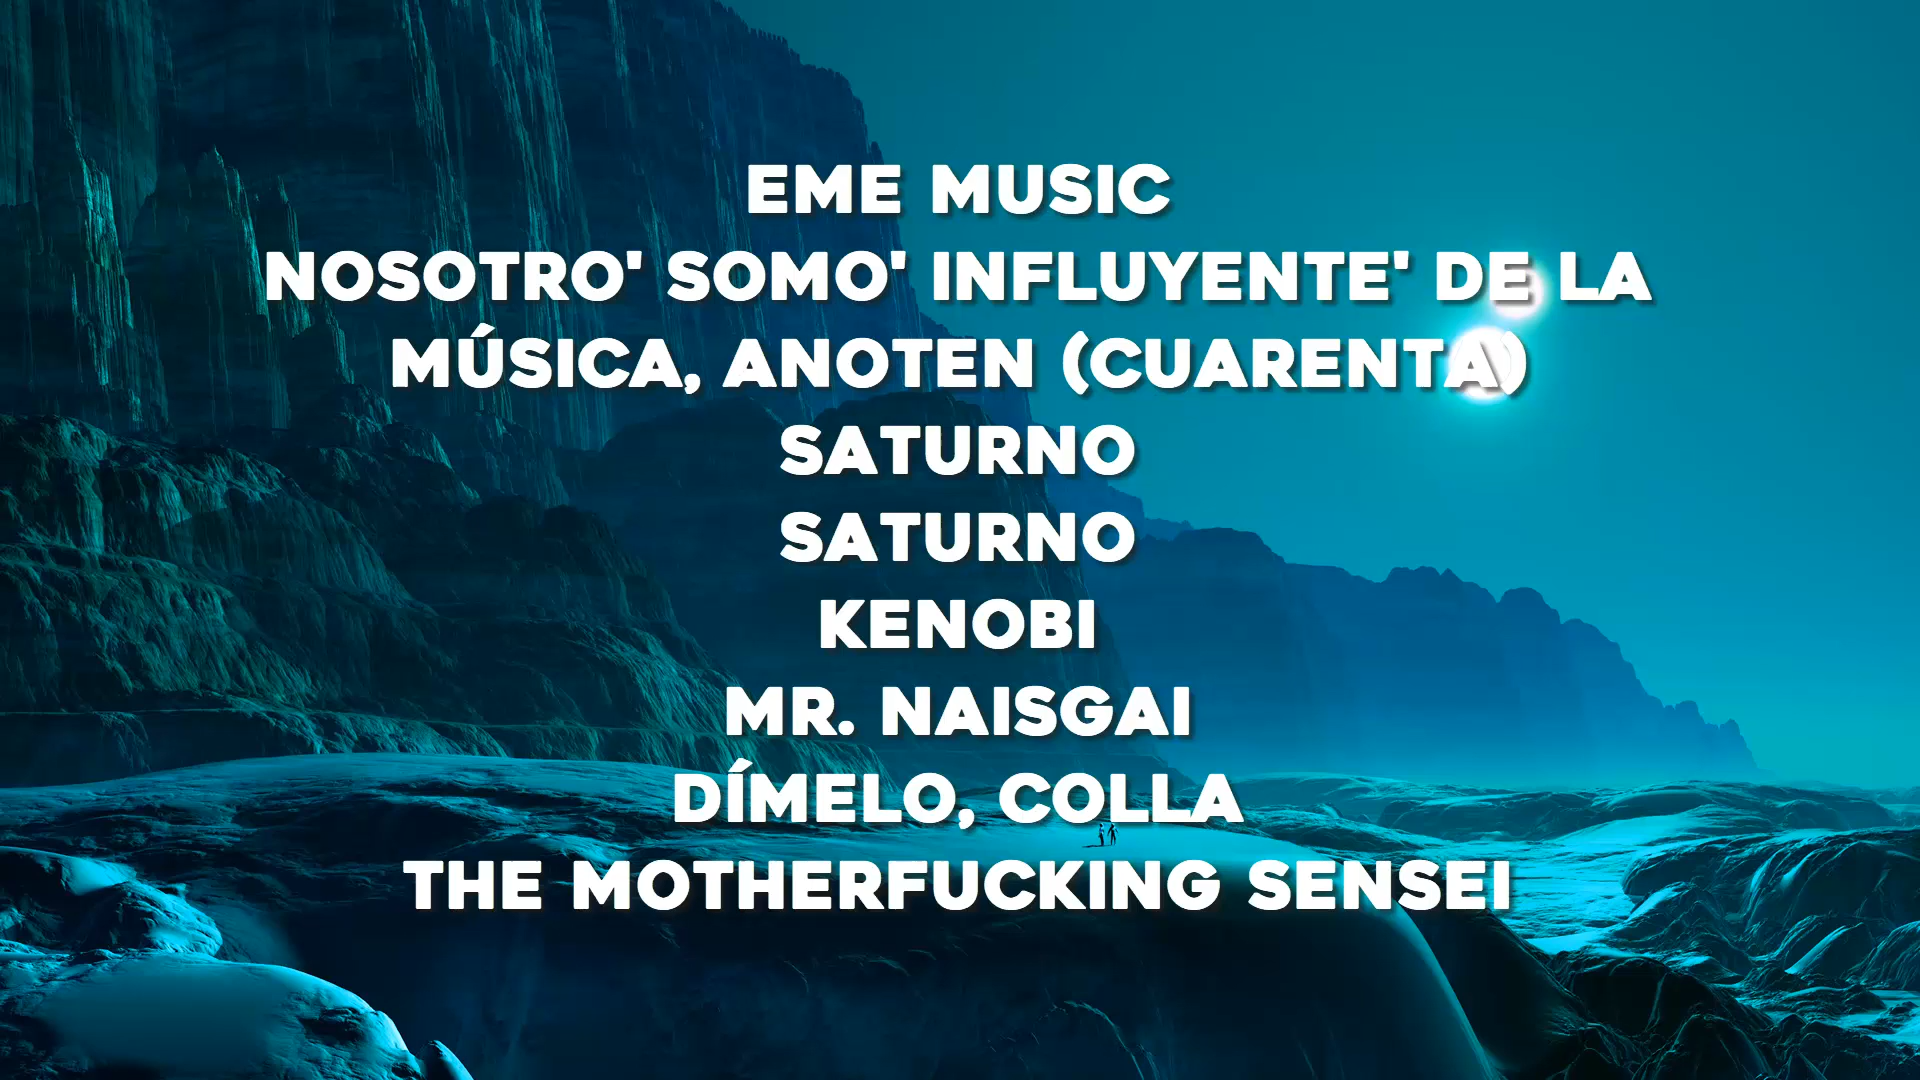 EME MUSIC
NOSOTRO' SOMO' INFLUYENTE' DE LA
MÚSICA, ANOTEN (CUARENTA)
SATURNO
SATURNO
KENOBI
MR. NAISGAI
DÍMELO, COLLA
THE MOTHERFUCKING SENSEI